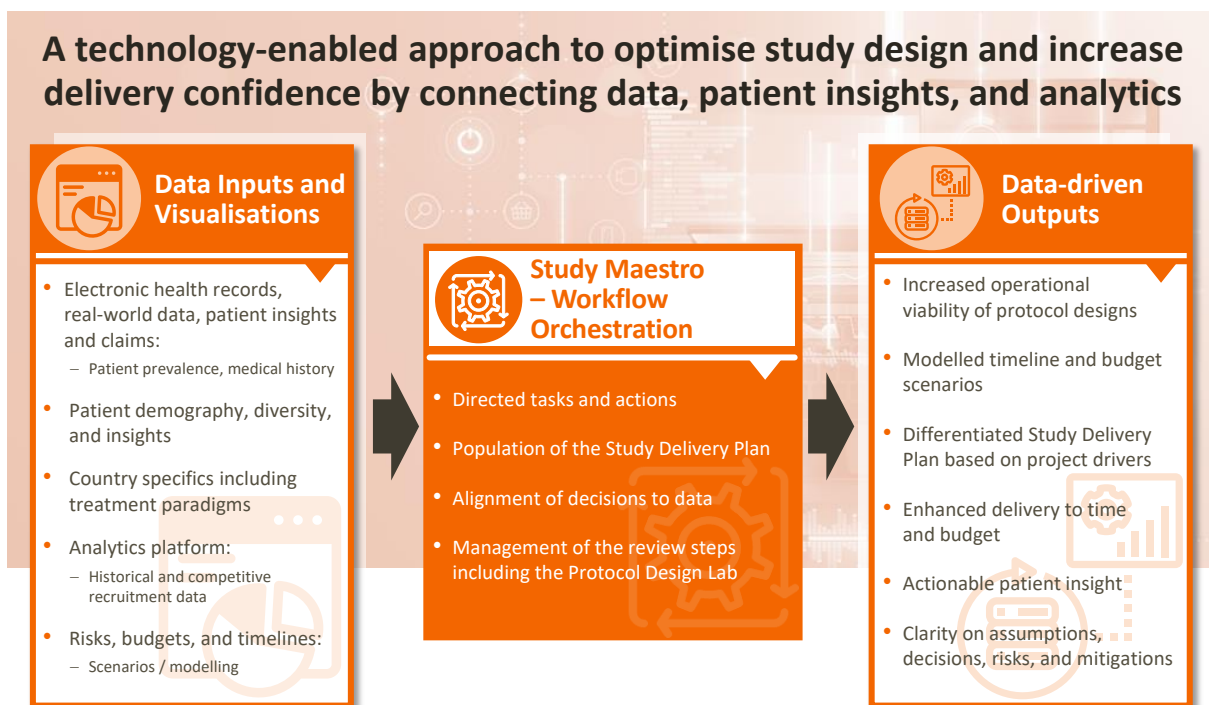 A technology-enabled approach to optimise study design and increase
delivery confidence by connecting data, patient insights, and analytics
Data Inputs and
Visualisations
• Electronic health records,
real-world data, patient insights
and claims:
– Patient prevalence, medical history
• Patient demography, diversity,
and insights
• Country specifics including
treatment paradigms
• Analytics platform:
– Historical and competitive
recruitment data
• Risks, budgets, and timelines:
– Scenarios / modelling
Study Maestro
– Workflow
Orchestration
• Directed tasks and actions
• Population of the Study Delivery Plan
• Alignment of decisions to data
• Management of the review steps
including the Protocol Design Lab
Data-driven
Outputs
• Increased operational
viability of protocol designs
• Modelled timeline and budget
scenarios
• Differentiated Study Delivery
Plan based on project drivers
• Enhanced delivery to time
and budget
• Actionable patient insight
• Clarity on assumptions,
decisions, risks, and mitigations